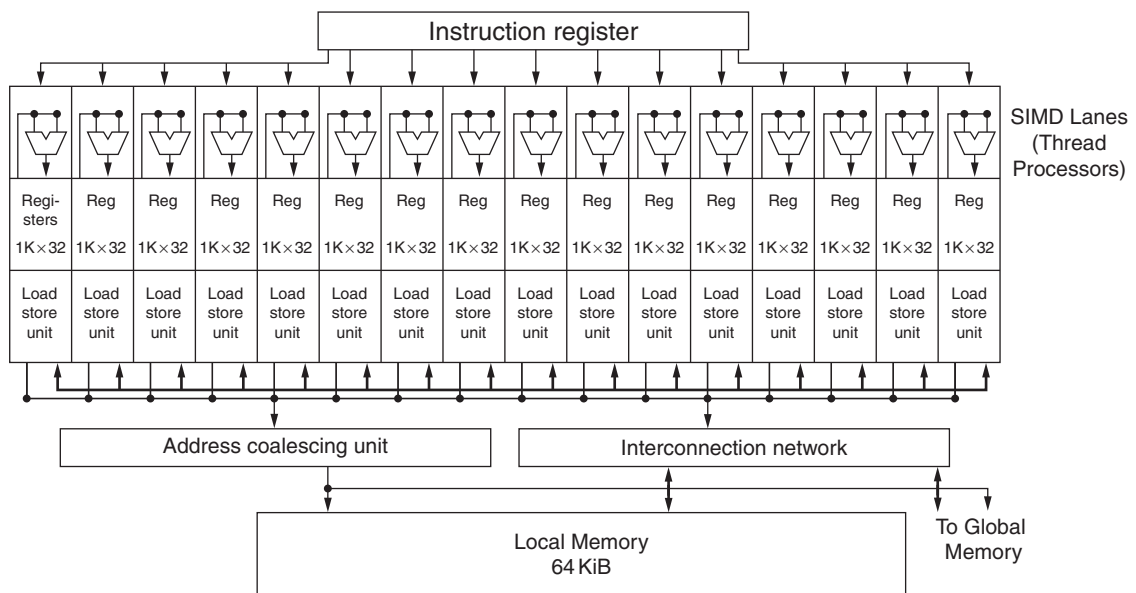 Instruction register
SIMD Lanes
(Thread
Processors)
Regi-
sters Reg Reg Reg Reg Reg Reg Reg Reg Reg Reg Reg Reg Reg Reg Reg
1K×32 1K×32 1K×32 1K×32 1K×32 1K×32 1K×32 1K×32 1K×32 1K×32 1K×32 1K×32 1K×32 1K×32 1K×32 1K×32
Load Load Load Load Load Load Load Load Load Load Load Load Load Load Load Load
store store store store store store store store store store store store store store store store
unit unit unit unit unit unit unit unit unit unit unit unit unit unit unit unit
Address coalescing unit
Interconnection network
Local Memory
64 KiB
To Global
Memory